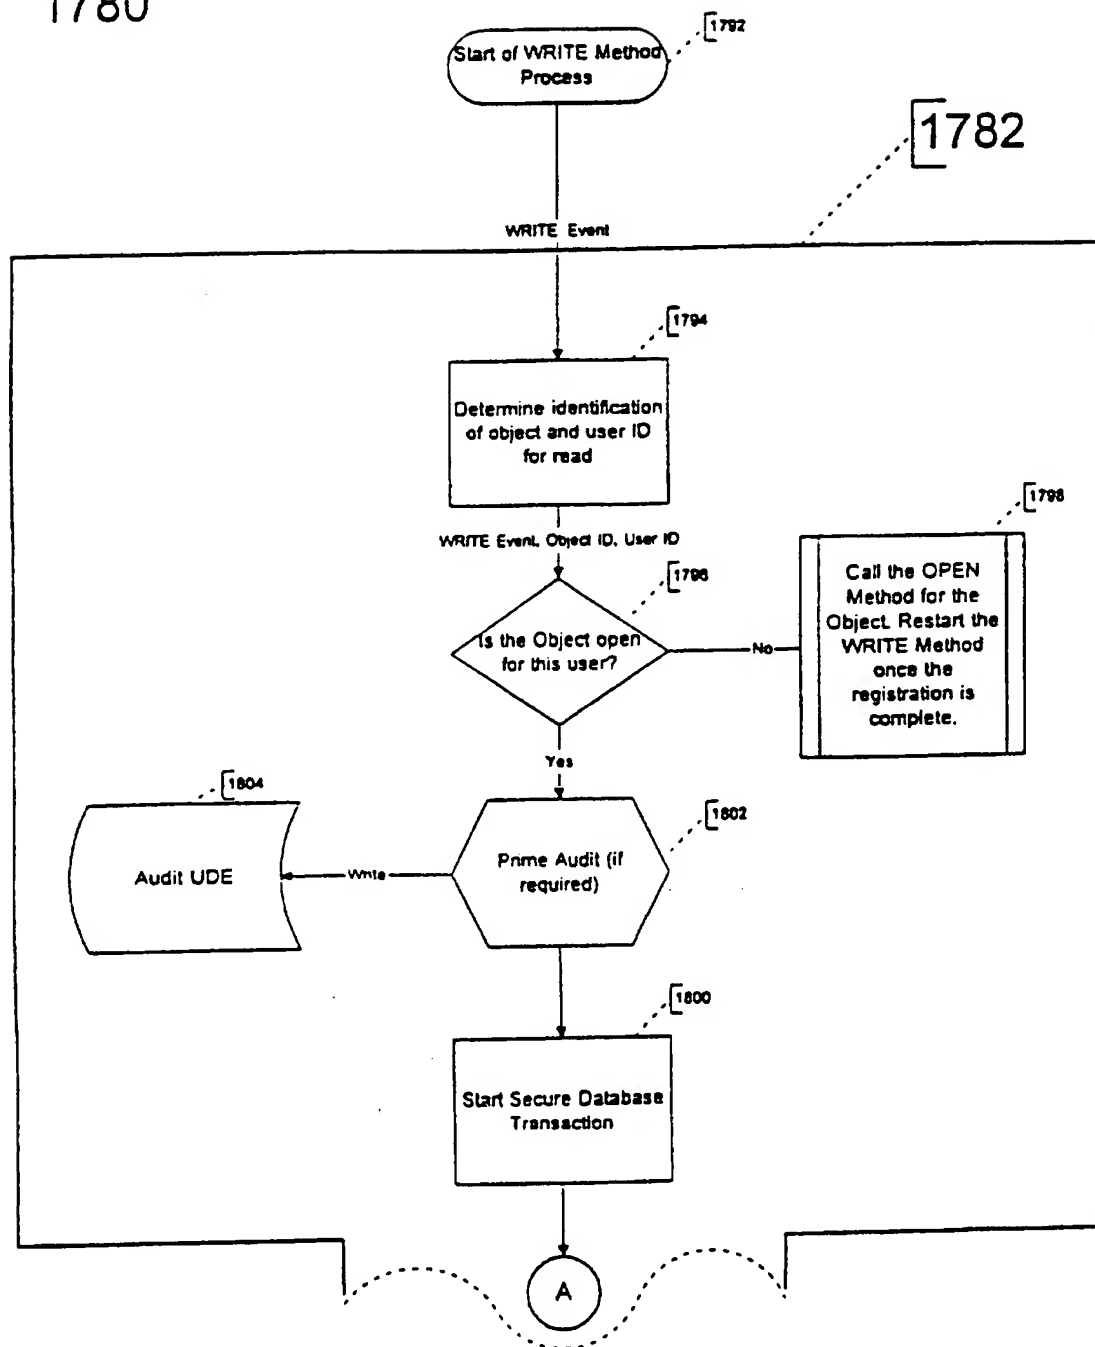 1780
1792
Start of WRITE Method
Process
1782
WRITE Event
1794
Determine identification
of object and user ID
for read
WRITE Event, Object ID, User ID
1796
1798
Is the Object open
for this user?
No
Call the OPEN
Method for the
Object. Restart the
WRITE Method
once the
registration is
complete.
Yes
1804
1802
Audit UDE
Write
Prime Audit (if
required)
1800
Start Secure Database
Transaction
A